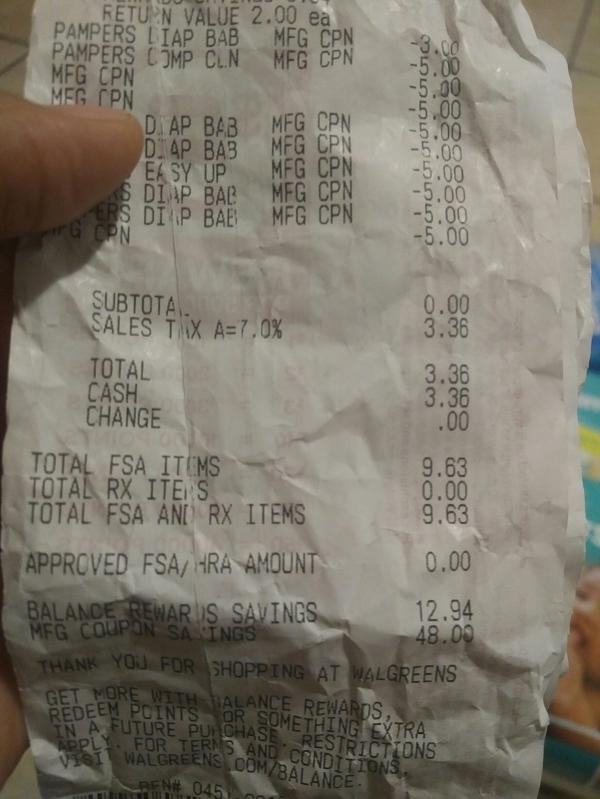 RETURN VALUE 2.00 ea
PAMPERS DIAP BAB MFG CPN -3.00
PAMPERS COMP CLN MFG CPN -5.00
MFG CPN -5.00
MFG CPN -5.00
DIAP BAB MFG CPN -5.00
DIAP BAB MFG CPN -5.00
EASY UP MFG CPN -5.00
RS DIAP BAB MFG CPN -5.00
PERS DIAP BAB MFG CPN -5.00
MFG CPN -5.00
SUBTOTAL 0.00
SALES TAX A=7.0% 3.36
TOTAL 3.36
CASH 3.36
CHANGE .00
TOTAL FSA ITEMS 9.63
TOTAL RX ITEMS 0.00
TOTAL FSA AND RX ITEMS 9.63
APPROVED FSA/HRA AMOUNT 0.00
BALANCE REWARDS SAVINGS 12.94
MFG COUPON SAVINGS 48.00
THANK YOU FOR SHOPPING AT WALGREENS
GET MORE WITH BALANCE REWARDS,
REDEEM POINTS FOR SOMETHING EXTRA
IN A FUTURE PURCHASE. RESTRICTIONS
APPLY. FOR TERMS AND CONDITIONS,
VISIT WALGREENS.COM/BALANCE.
RFN# 0451